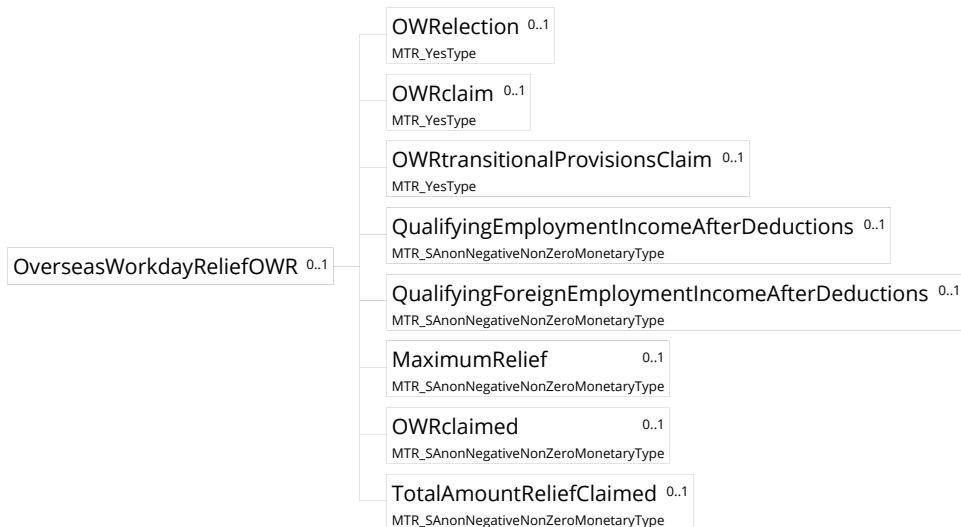 OWRelection 0..1
MTR_YesType
OWRclaim 0..1
MTR_YesType
OWRtransitionalProvisionsClaim 0..1
MTR_YesType
QualifyingEmploymentIncomeAfterDeductions 0..1
MTR_SAnonNegativeNonZeroMonetaryType
OverseasWorkdayReliefOWR 0..1
QualifyingForeignEmploymentIncomeAfterDeductions 0..1
MTR_SAnonNegativeNonZeroMonetaryType
MaximumRelief 0..1
MTR_SAnonNegativeNonZeroMonetaryType
OWRclaimed 0..1
MTR_SAnonNegativeNonZeroMonetaryType
TotalAmountReliefClaimed 0..1
MTR_SAnonNegativeNonZeroMonetaryType